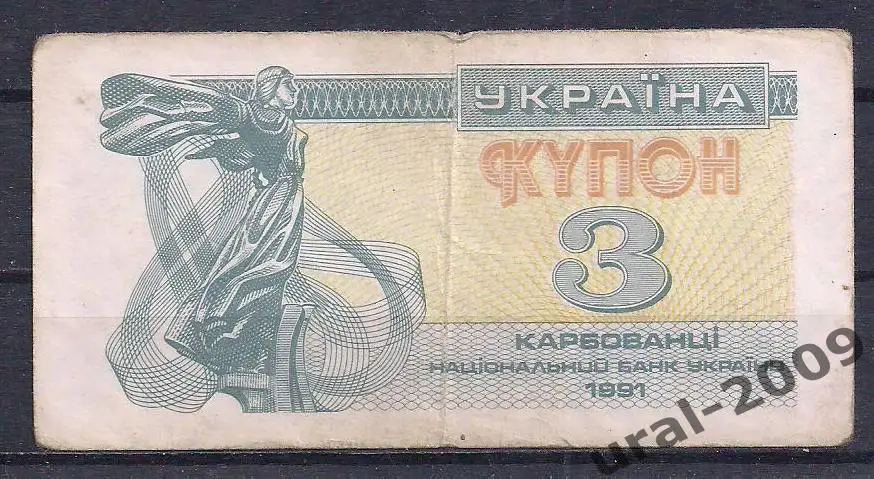 УКРАЇНА
КУПОН
3
КАРБОВАНЦІ
НАЦІОНАЛЬНИЙ БАНК УКРАЇНИ
1991
ural-2009